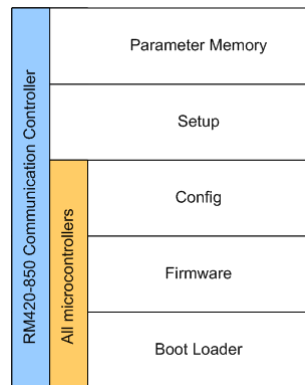 RM420-850 Communication Controller
All microcontrollers
Parameter Memory
Setup
Config
Firmware
Boot Loader